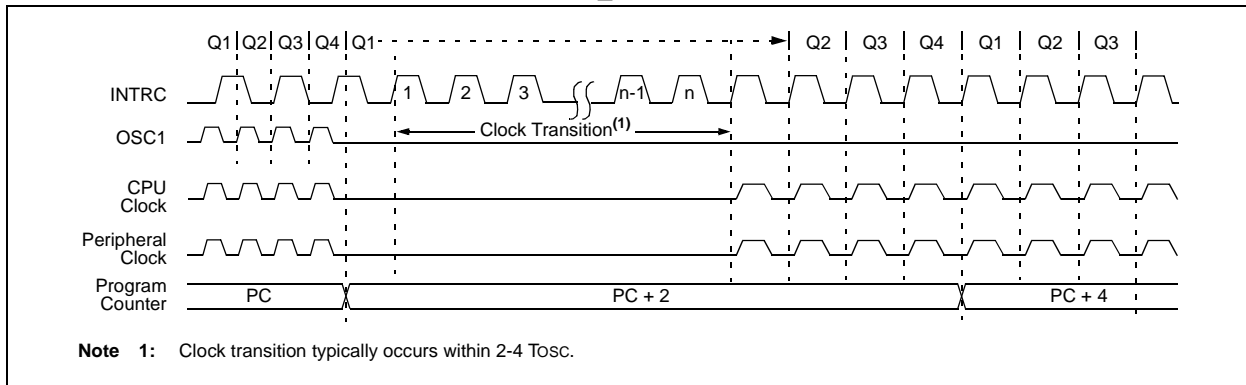 Q1 Q2 Q3 Q4 Q1 Q2 Q3 Q4 Q1 Q2 Q3
INTRC 1 2 3 n-1 n
Clock Transition(1)
OSC1
CPU
Clock
Peripheral
Clock
Program
Counter
PC PC + 2 PC + 4
Note 1: Clock transition typically occurs within 2-4 TOSC.